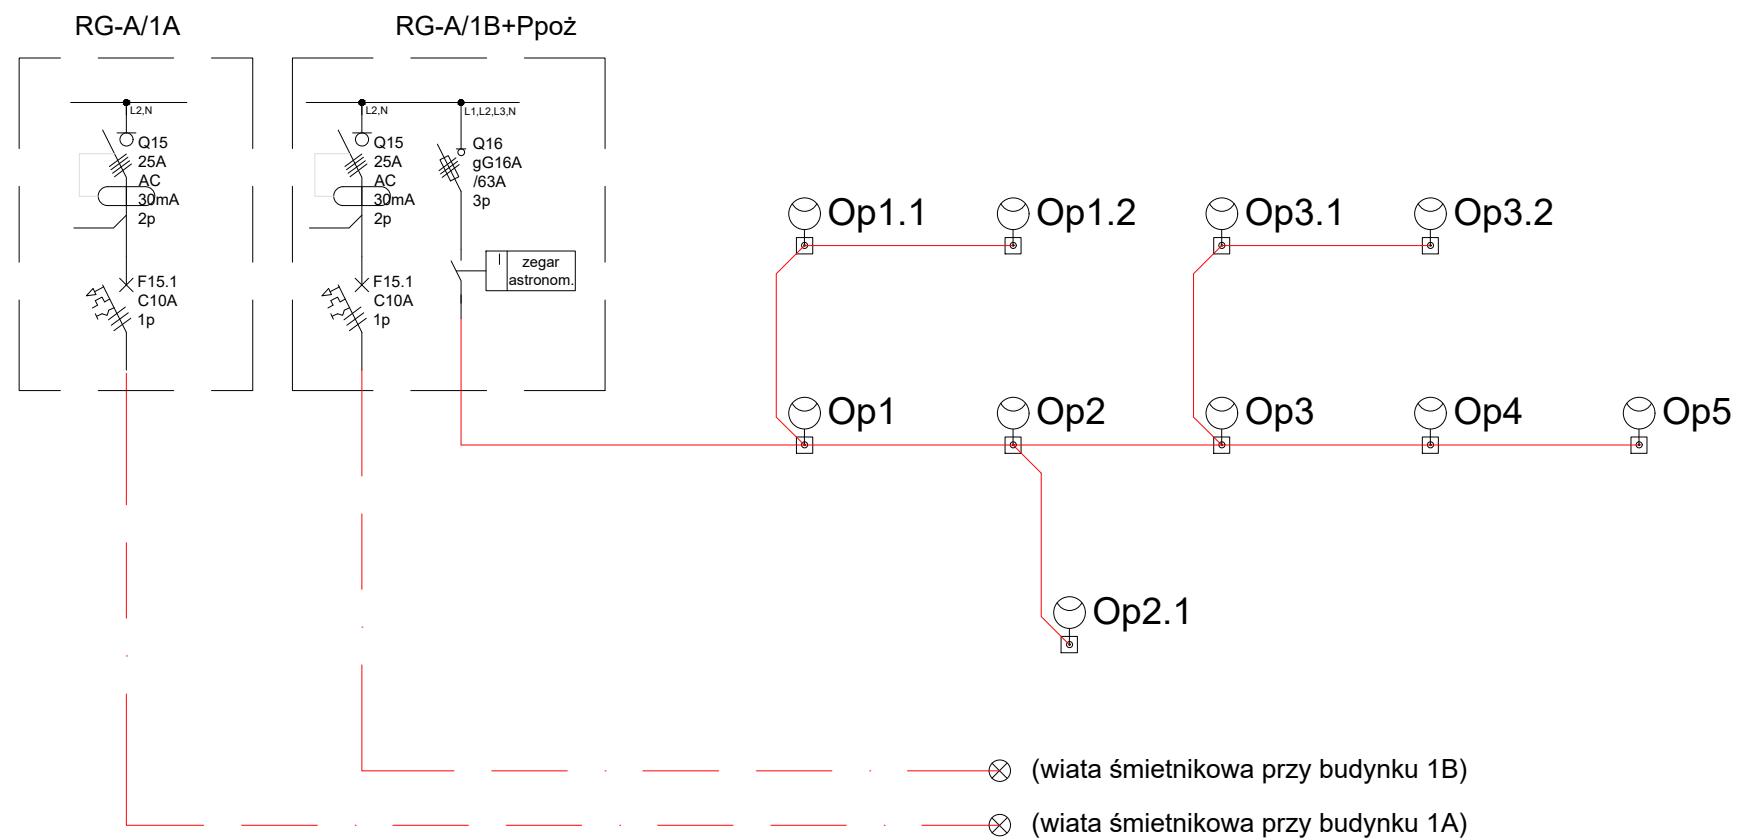 RG-A/1A
RG-A/1B+Ppoż
L2,N
Q15
25A
AC
30mA
2p
F15.1
C10A
1p
L2,N
Q15
25A
AC
30mA
2p
F15.1
C10A
1p
L1,L2,L3,N
Q16
gG16A
/63A
3p
zegar
astronom.
Op1.1
Op1.2
Op3.1
Op3.2
Op1
Op2
Op3
Op4
Op5
Op2.1
(wiata śmietnikowa przy budynku 1B)
(wiata śmietnikowa przy budynku 1A)